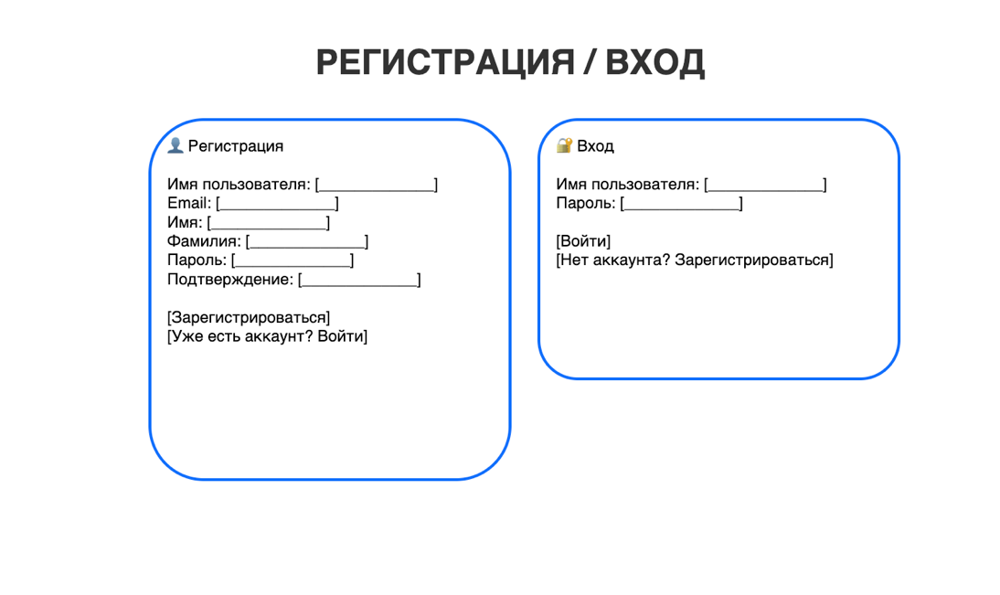 РЕГИСТРАЦИЯ / ВХОД
👤 Регистрация
Имя пользователя: [_____________]
Email: [_____________]
Имя: [_____________]
Фамилия: [_____________]
Пароль: [_____________]
Подтверждение: [_____________]
[Зарегистрироваться]
[Уже есть аккаунт? Войти]
🔐 Вход
Имя пользователя: [_____________]
Пароль: [_____________]
[Войти]
[Нет аккаунта? Зарегистрироваться]